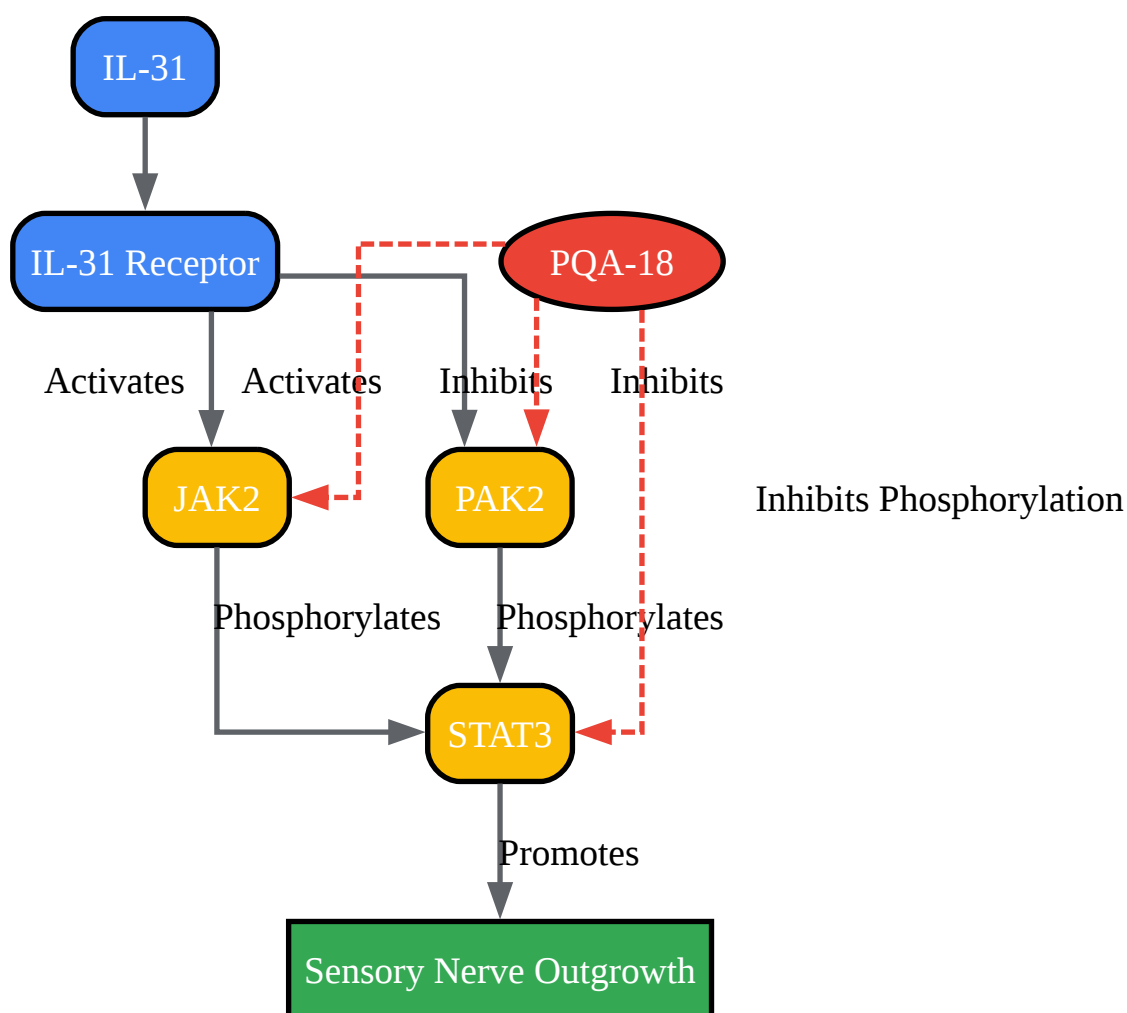 IL-31
IL-31 Receptor
PQA-18
Activates
Activates
Inhibits
Inhibits
JAK2
PAK2
Inhibits Phosphorylation
Phosphorylates
Phosphorylates
STAT3
Promotes
Sensory Nerve Outgrowth